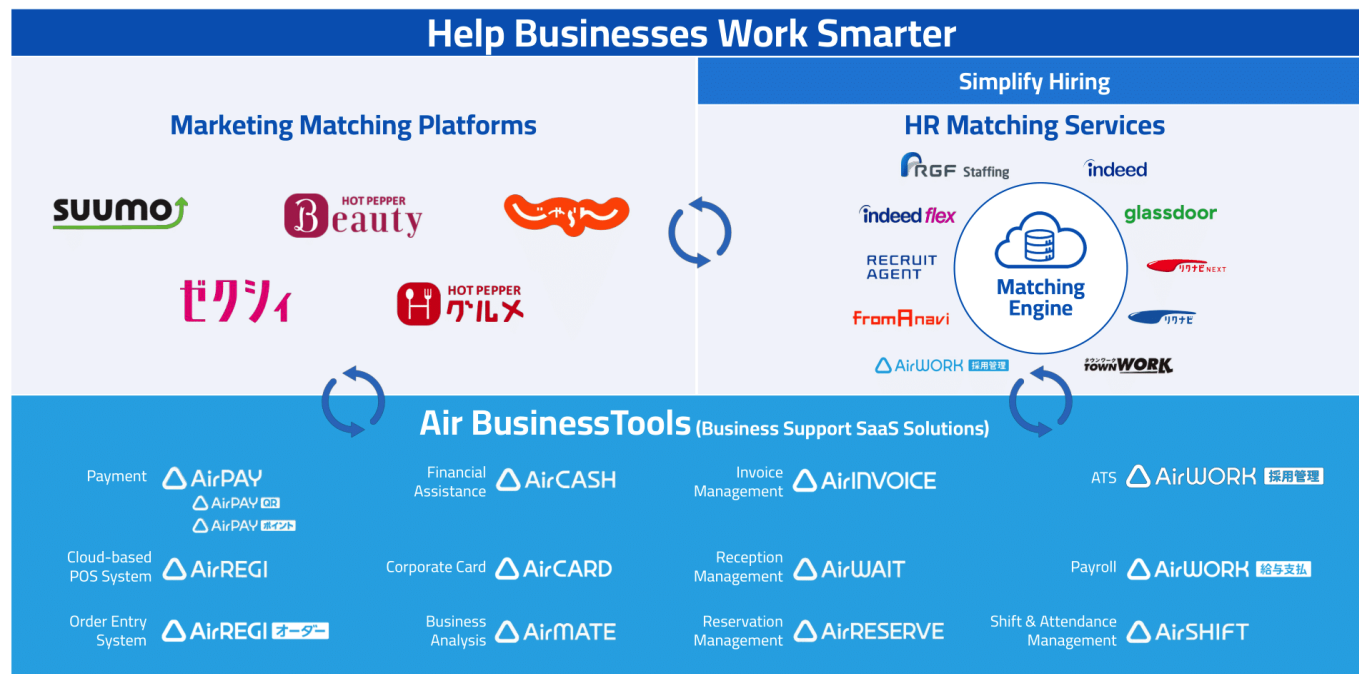 Help Businesses Work Smarter
Simplify Hiring
Marketing Matching Platforms
HR Matching Services
SUUMO
HOT PEPPER
Beauty
じゃらん
ゼクシィ
HOT PEPPER
グルメ
RGF Staffing
indeed
indeed flex
glassdoor
RECRUIT
AGENT
リクナビNEXT
fromAnavi
リクナビ
AirWORK 採用管理
タウンワーク
TOWNWORK
Matching
Engine
Air BusinessTools (Business Support SaaS Solutions)
Payment
AirPAY
AirPAY QR
AirPAY ポイント
Financial
Assistance
AirCASH
Invoice
Management
AirINVOICE
ATS
AirWORK 採用管理
Cloud-based
POS System
AirREGI
Corporate Card
AirCARD
Reception
Management
AirWAIT
Payroll
AirWORK 給与支払
Order Entry
System
AirREGI オーダー
Business
Analysis
AirMATE
Reservation
Management
AirRESERVE
Shift & Attendance
Management
AirSHIFT